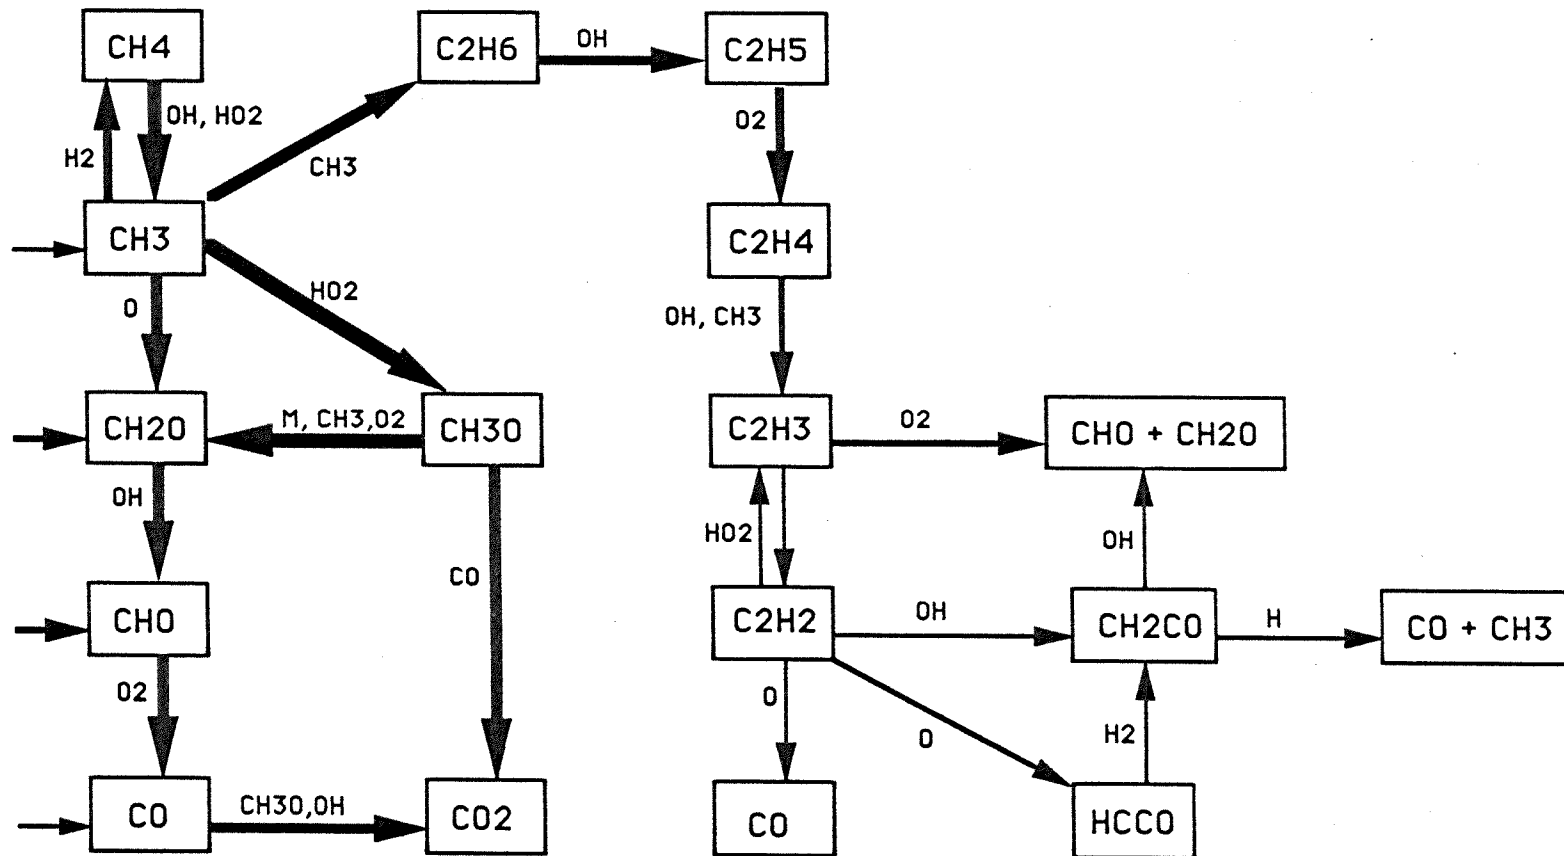 CH4
C2H6
OH
C2H5
OH, HO2
O2
H2
CH3
CH3
C2H4
O
HO2
OH, CH3
CH2O
M, CH3,O2
CH3O
C2H3
O2
CHO + CH2O
OH
HO2
OH
CO
CHO
C2H2
OH
CH2CO
H
CO + CH3
O2
O
O
H2
CO
CH3O,OH
CO2
CO
HCCO